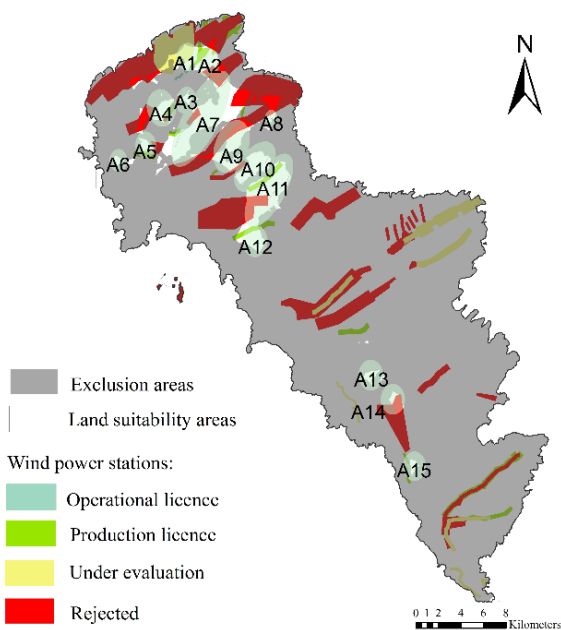 N
A1
A2
A3
A4
A7
A8
A5
A6
A9
A10
A11
A12
A13
A14
A15
Exclusion areas
Land suitability areas
Wind power stations:
Operational licence
Production licence
Under evaluation
Rejected
0 1 2 4 6 8
Kilometers